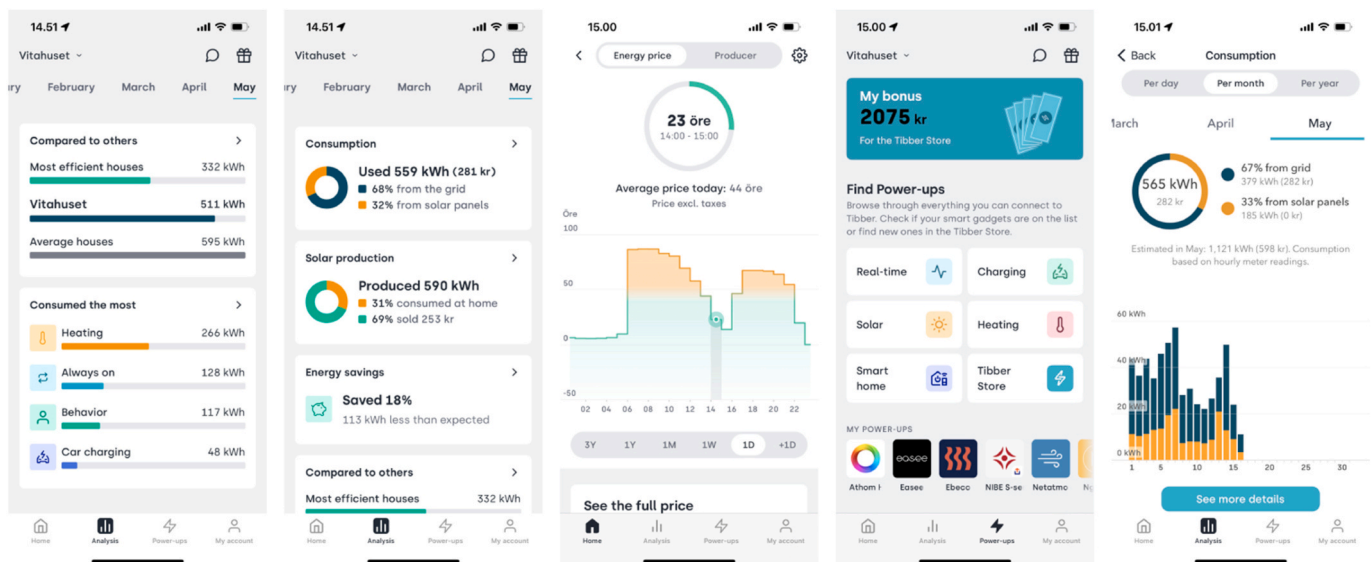 14.51
Vitahuset
ry February March April May
Compared to others
Most efficient houses 332 kWh
Vitahuset 511 kWh
Average houses 595 kWh
Consumed the most
Heating 266 kWh
Always on 128 kWh
Behavior 117 kWh
Car charging 48 kWh
Home Analysis Power-ups My account
14.51
Vitahuset
ry February March April May
Consumption
Used 559 kWh (281 kr)
68% from the grid
32% from solar panels
Solar production
Produced 590 kWh
31% consumed at home
69% sold 253 kr
Energy savings
Saved 18%
113 kWh less than expected
Compared to others
Most efficient houses 332 kWh
Home Analysis Power-ups My account
15.00
Energy price Producer
23 öre
14:00 - 15:00
Average price today: 44 öre
Price excl. taxes
Öre
100
50
0
-50
02 04 06 08 10 12 14 16 18 20 22
3Y 1Y 1M 1W 1D +1D
See the full price
Home Analysis Power-ups My account
15.00
Vitahuset
My bonus
2075 kr
For the Tibber Store
Find Power-ups
Browse through everything you can connect to
Tibber. Check if your smart gadgets are on the list
or find new ones in the Tibber Store.
Real-time Charging
Solar Heating
Smart home Tibber Store
MY POWER-UPS
easee
Athom H Easee Ebeco NIBE S-se Netatmo Ni
Home Analysis Power-ups My account
15.01
Back Consumption
Per day Per month Per year
March April May
565 kWh
282 kr
67% from grid
379 kWh (282 kr)
33% from solar panels
185 kWh (0 kr)
Estimated in May: 1,121 kWh (598 kr). Consumption
based on hourly meter readings.
60 kWh
40 kWh
20 kWh
0 kWh
1 5 10 15 20 25 30
See more details
Home Analysis Power-ups My account